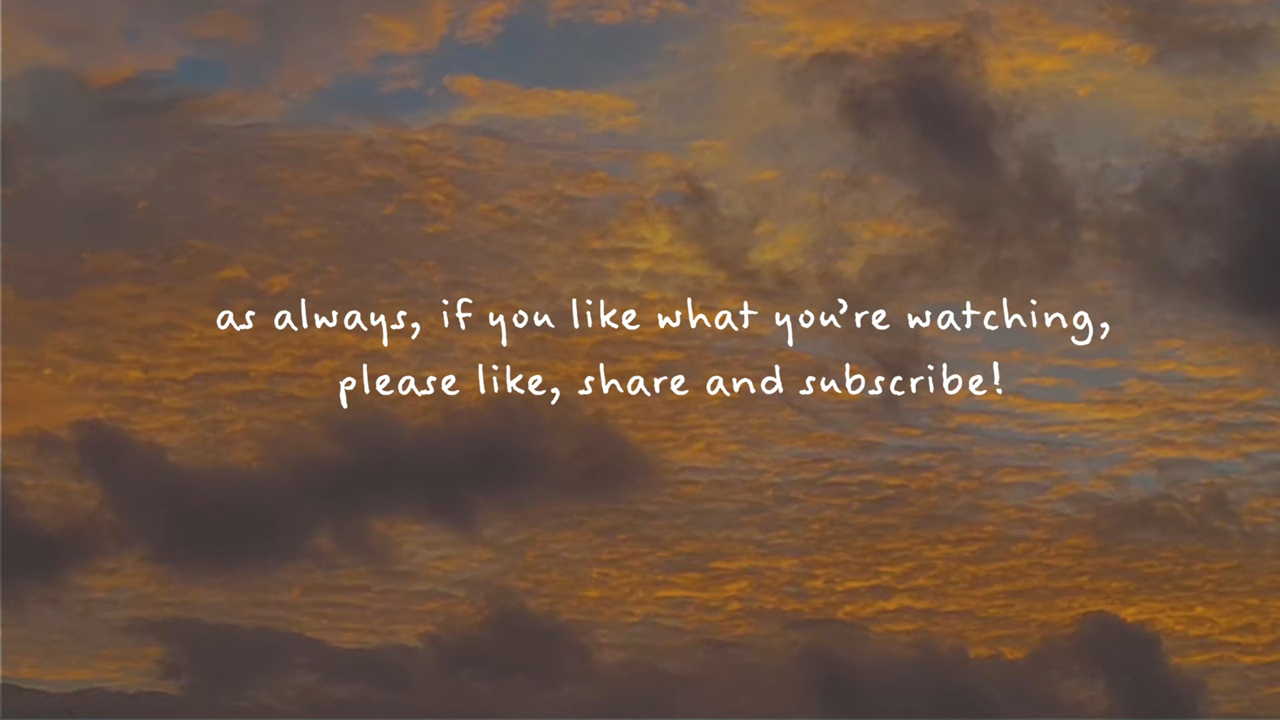 as always, if you like what you're watching,
please like, share and subscribe!